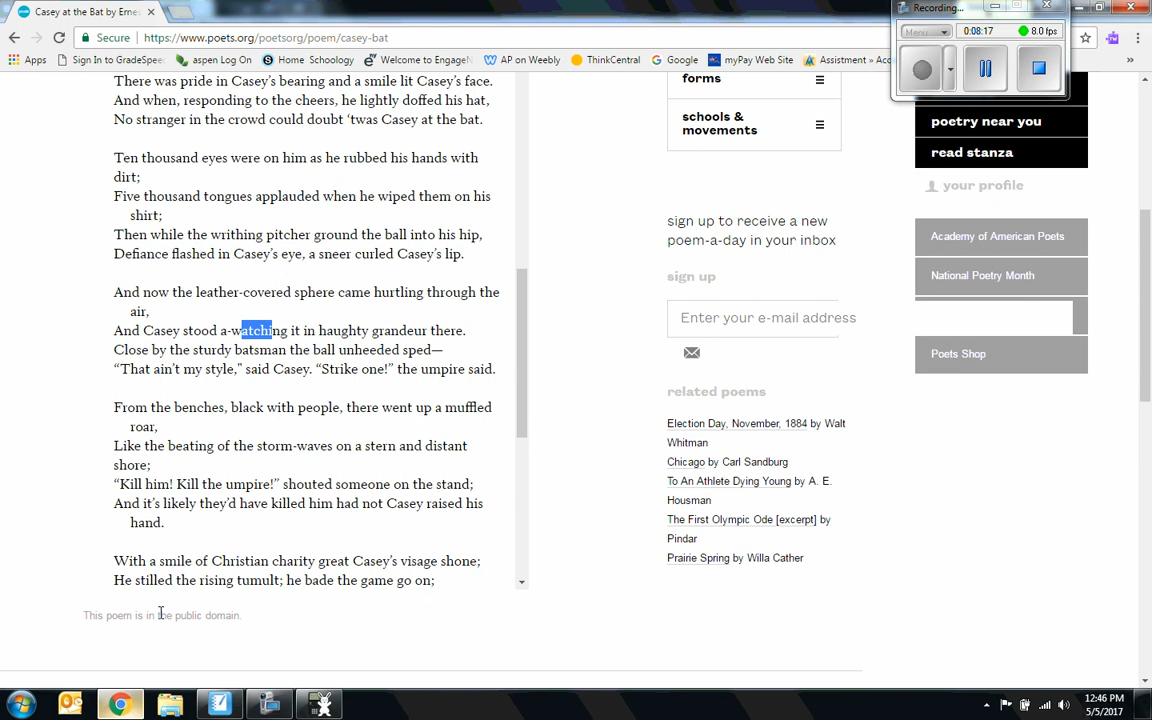 Casey at the Bat by Ernes
Recording...
Secure
https://www.poets.org/poetsorg/poem/casey-bat
Menu
0:08:17
8.0 fps
Apps
Sign In to GradeSpee
aspen Log On
Home Schoology
Welcome to Engage
AP on Weebly
ThinkCentral
Google
myPay Web Site
Assistment
There was pride in Casey's bearing and a smile lit Casey's face.
And when, responding to the cheers, he lightly doffed his hat,
No stranger in the crowd could doubt ‘twas Casey at the bat.
Ten thousand eyes were on him as he rubbed his hands with
dirt;
Five thousand tongues applauded when he wiped them on his
shirt;
Then while the writhing pitcher ground the ball into his hip,
Defiance flashed in Casey’s eye, a sneer curled Casey’s lip.
And now the leather-covered sphere came hurtling through the
air,
And Casey stood a-watching it in haughty grandeur there.
Close by the sturdy batsman the ball unheeded sped—
“That ain’t my style," said Casey. “Strike one!” the umpire said.
From the benches, black with people, there went up a muffled
roar,
Like the beating of the storm-waves on a stern and distant
shore;
“Kill him! Kill the umpire!” shouted someone on the stand;
And it’s likely they’d have killed him had not Casey raised his
hand.
With a smile of Christian charity great Casey’s visage shone;
He stilled the rising tumult; he bade the game go on;
This poem is in the public domain.
forms
schools &
movements
sign up to receive a new
poem-a-day in your inbox
sign up
Enter your e-mail address
related poems
Election Day, November, 1884 by Walt
Whitman
Chicago by Carl Sandburg
To An Athlete Dying Young by A. E.
Housman
The First Olympic Ode [excerpt] by
Pindar
Prairie Spring by Willa Cather
poetry near you
read stanza
your profile
Academy of American Poets
National Poetry Month
Poets Shop
12:46 PM
5/5/2017